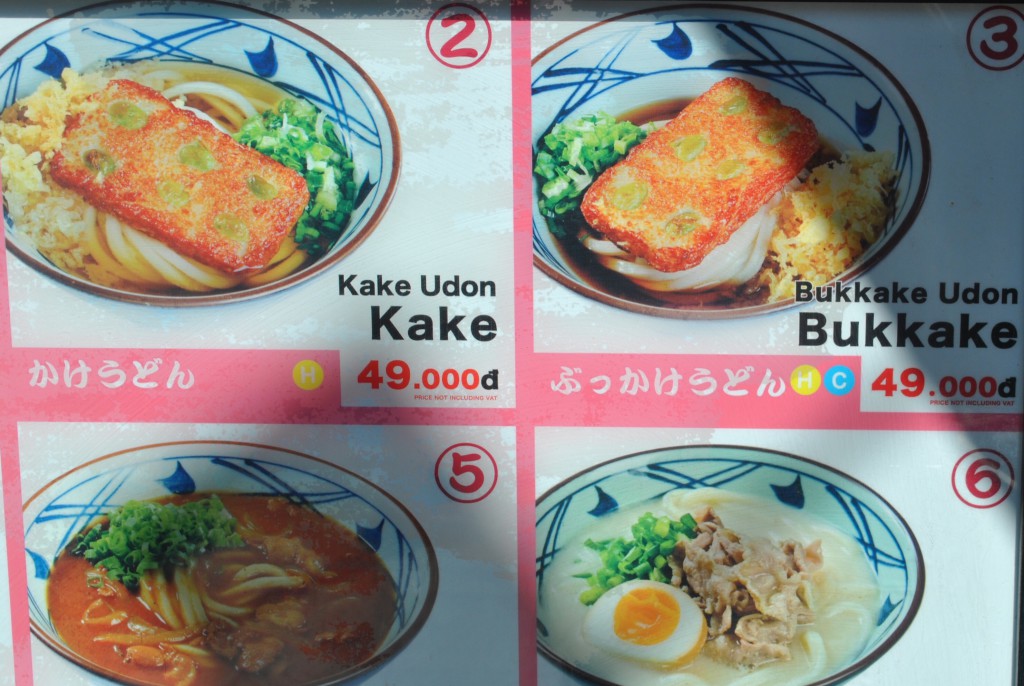 ②
Kake Udon
Kake
かけうどん H
49.000đ
PRICE NOT INCLUDING VAT
③
Bukkake Udon
Bukkake
ぶっかけうどん H C
49.000đ
PRICE NOT INCLUDING VAT
⑤
⑥